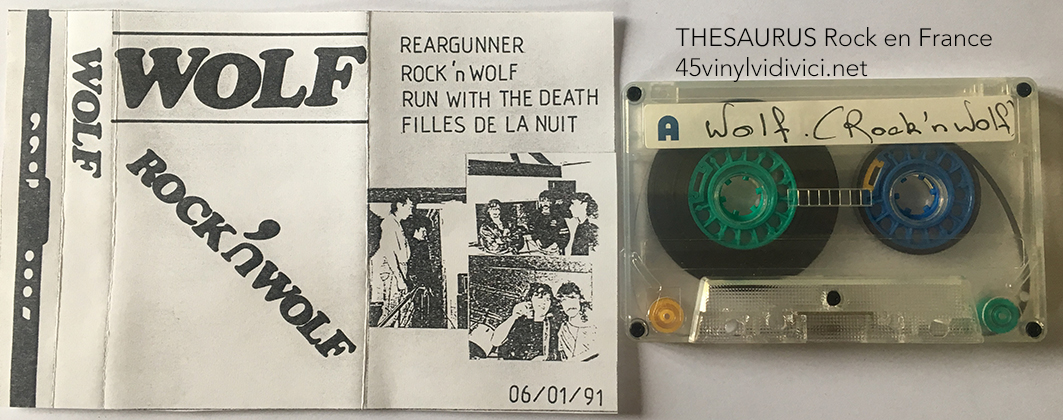 WOLF
WOLF
ROCK'n WOLF
REARGUNNER
ROCK'n WOLF
RUN WITH THE DEATH
FILLES DE LA NUIT
06/01/91
THESAURUS Rock en France
45vinylvidivici.net
A Wolf. (Rock'n Wolf)